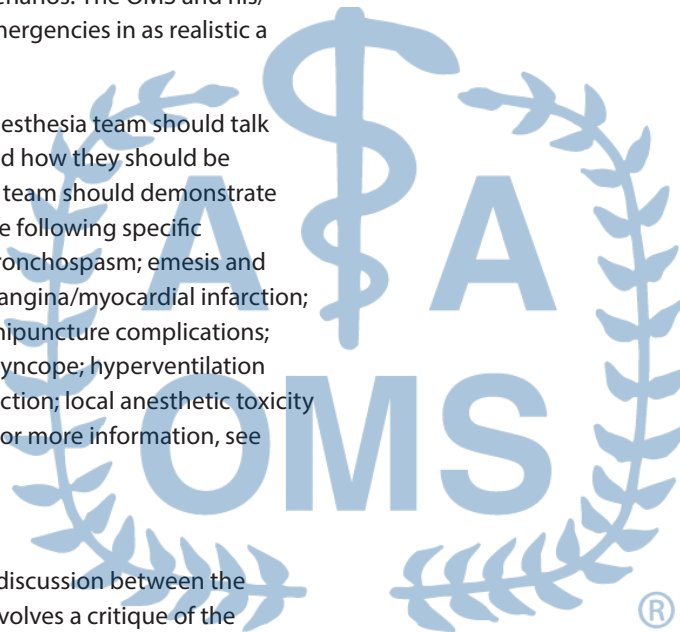 The OMS and his/
mergencies in as realistic a
esthesia team should talk
d how they should be
team should demonstrate
e following specific
ronchospasm; emesis and
angina/myocardial infarction;
nipuncture complications;
yncope; hyperventilation
ction; local anesthetic toxicity
or more information, see
discussion between the
volves a critique of the
A A
OMS
®